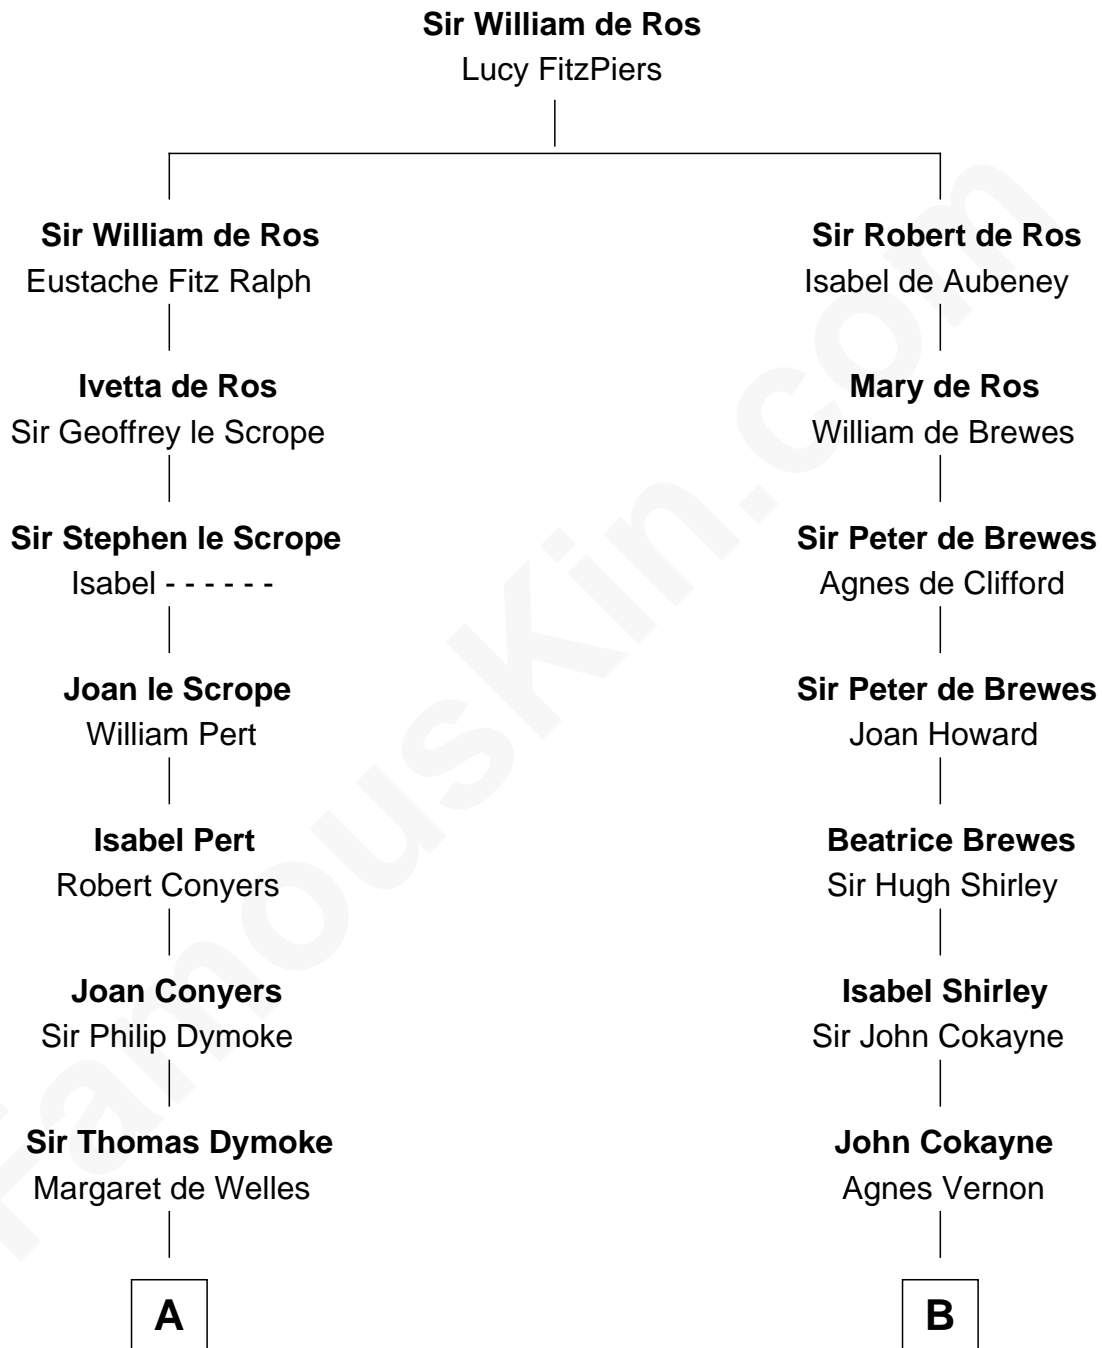 Sir William de Ros
Lucy FitzPiers
Sir William de Ros
Eustache Fitz Ralph
Sir Robert de Ros
Isabel de Aubeney
Ivetta de Ros
Sir Geoffrey le Scrope
Mary de Ros
William de Brewes
Sir Stephen le Scrope
Isabel - - - - - -
Sir Peter de Brewes
Agnes de Clifford
Joan le Scrope
William Pert
Sir Peter de Brewes
Joan Howard
Isabel Pert
Robert Conyers
Beatrice Brewes
Sir Hugh Shirley
Joan Conyers
Sir Philip Dymoke
Isabel Shirley
Sir John Cokayne
Sir Thomas Dymoke
Margaret de Welles
John Cokayne
Agnes Vernon
A
B
FamousKin.com